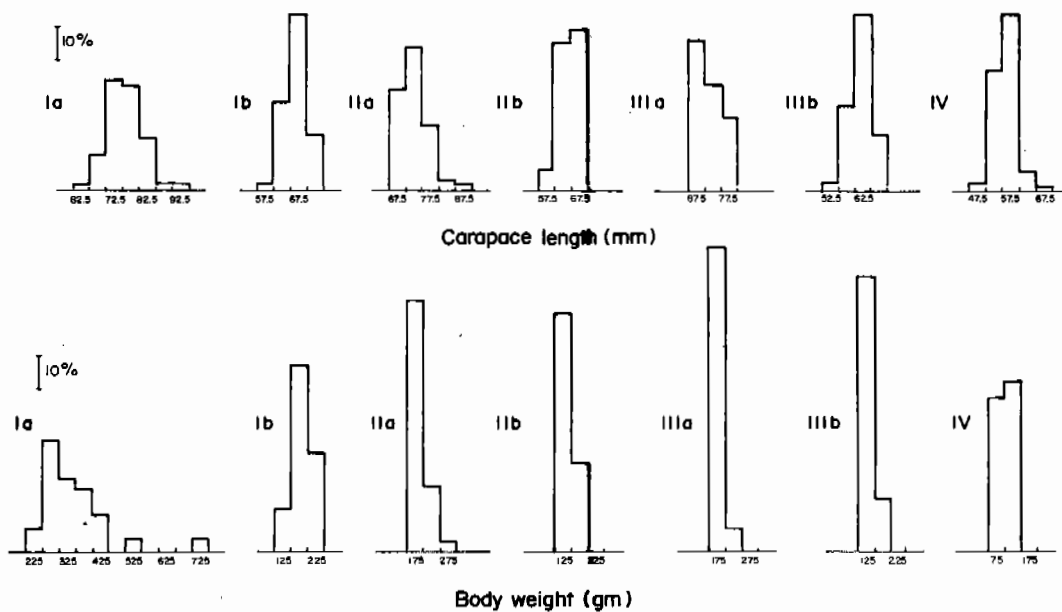 10%
Ia Ib IIa IIb IIIa IIIb IV
62.5 72.5 82.5 92.5 57.5 67.5 67.5 77.5 87.5 57.5 67.5 67.5 77.5 52.5 62.5 47.5 57.5 67.5
Carapace length (mm)
10%
Ia Ib IIa IIb IIIa IIIb IV
225 325 425 525 625 725 125 225 175 275 125 225 175 275 125 225 75 175
Body weight (gm)